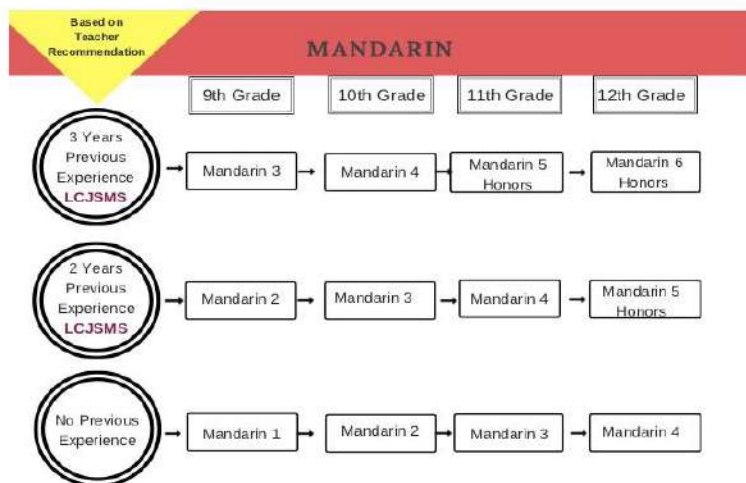 Based on
Teacher
Recommendation
MANDARIN
9th Grade
10th Grade
11th Grade
12th Grade
3 Years
Previous
Experience
LCJSMS
Mandarin 3
Mandarin 4
Mandarin 5
Honors
Mandarin 6
Honors
2 Years
Previous
Experience
LCJSMS
Mandarin 2
Mandarin 3
Mandarin 4
Mandarin 5
Honors
No Previous
Experience
Mandarin 1
Mandarin 2
Mandarin 3
Mandarin 4